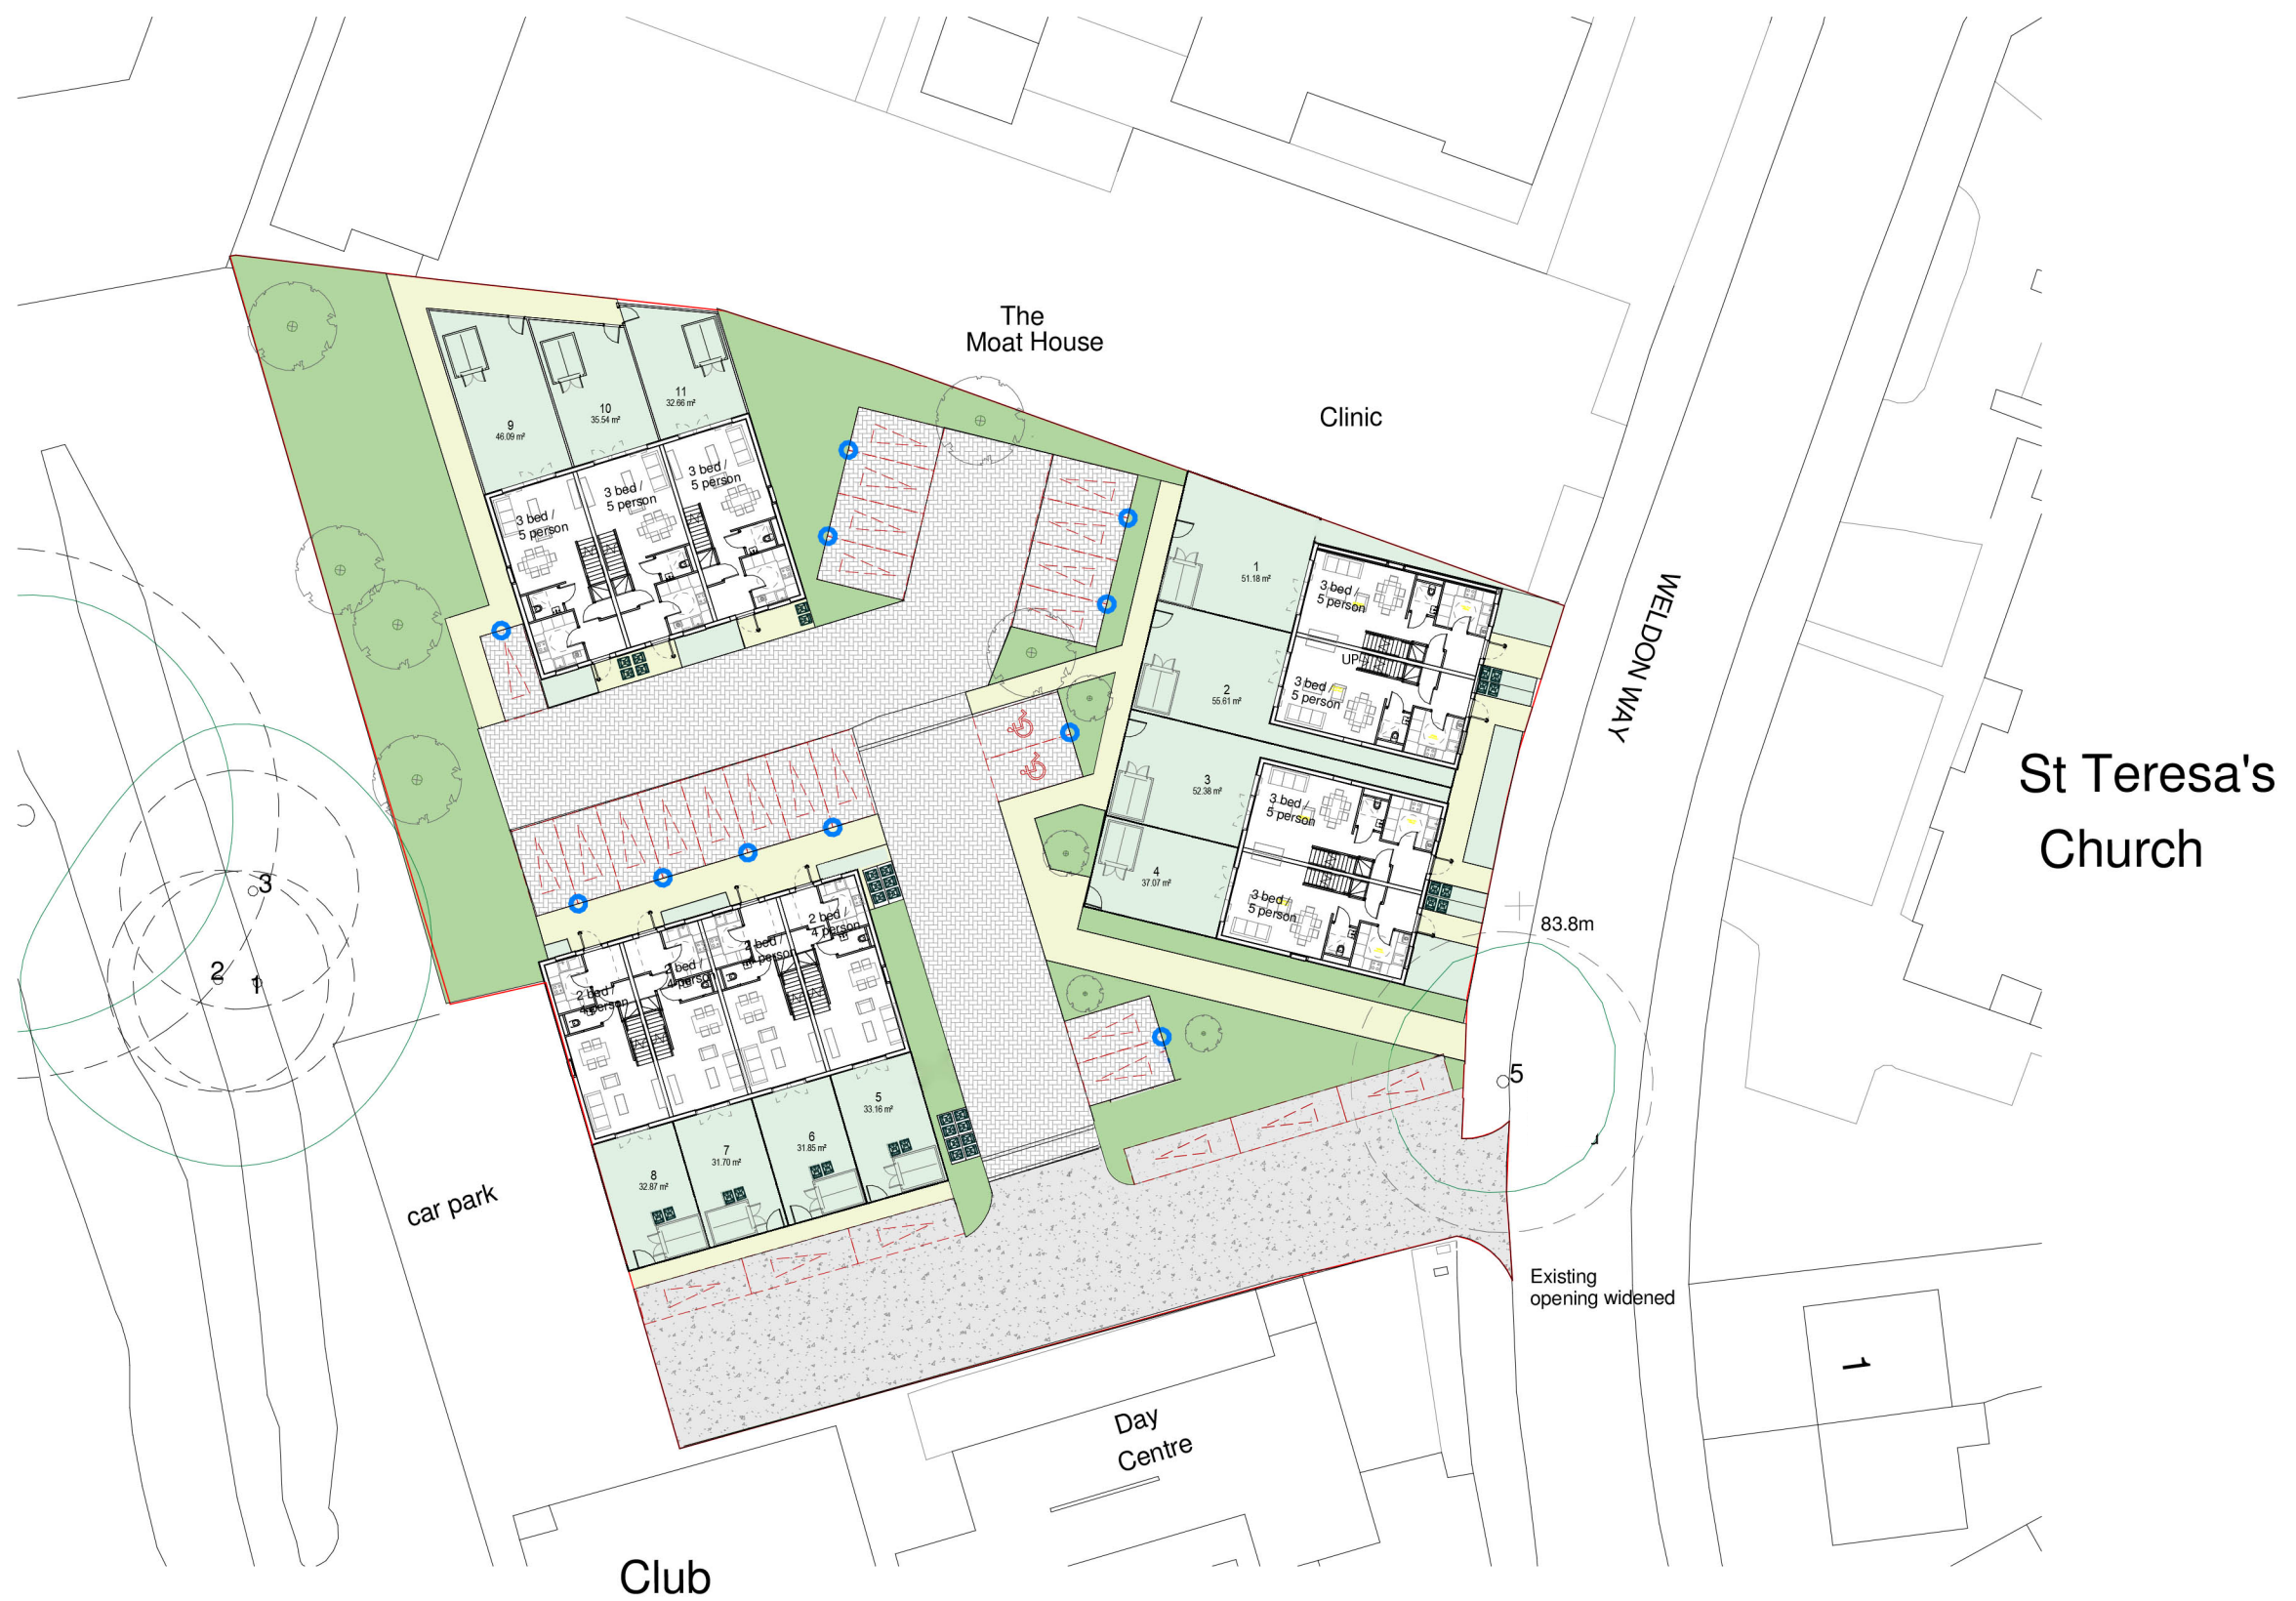 The
Moat House
Clinic
11
32.66 m²
10
35.54 m²
9
46.09 m²
3 bed /
5 person
3 bed /
5 person
3 bed /
5 person
1
51.18 m²
3 bed /
5 person
UP
2
55.61 m²
3 bed /
5 person
WELDON WAY
3
52.38 m²
3 bed /
5 person
4
37.07 m²
3 bed /
5 person
St Teresa's
Church
83.8m
3
2
1
2 bed /
4 person
2 bed /
4 person
2 bed /
4 person
2 bed /
4 person
5
5
33.16 m²
6
31.85 m²
7
31.70 m²
8
32.87 m²
car park
Existing
opening widened
1
Day
Centre
Club